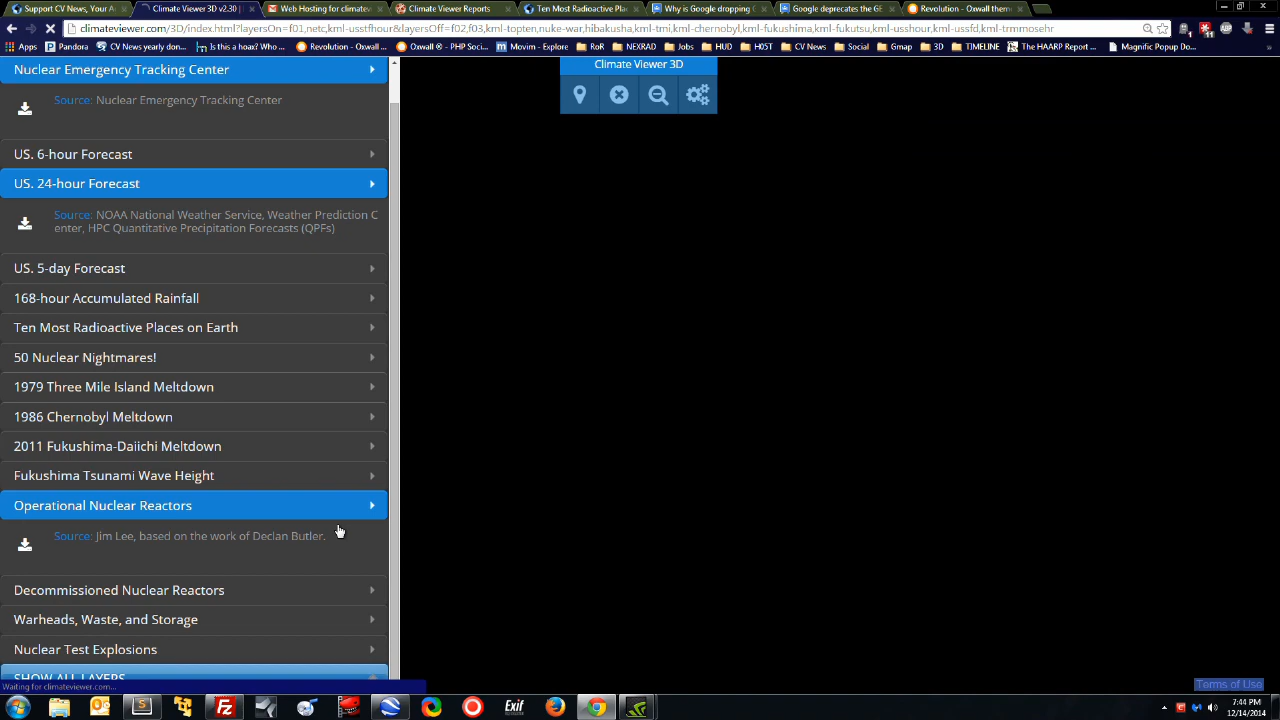 Support CV News, Your A
Climate Viewer 3D v2.30 |
Web Hosting for climatev
Climate Viewer Reports
Ten Most Radioactive Pla
Why is Google dropping
Google deprecates the GE
Revolution - Oxwall them
climateviewer.com/3D/index.html?layersOn=f01,netc,kml-usstfhour&layersOff=f02,f03,kml-topten,nuke-war,hibakusha,kml-tmi,kml-chernobyl,kml-fukushima,kml-fukutsu,kml-usshour,kml-ussfd,kml-trmmosehr
Apps Pandora CV News yearly don... Is this a hoax? Who ... Revolution - Oxwall ... Oxwall ® - PHP Soci... Movim - Explore RoR NEXRAD Jobs HUD H05T CV News Social Gmap 3D T.IMELINE The HAARP Report ... Magnific Popup Do... »
Nuclear Emergency Tracking Center
Climate Viewer 3D
Source: Nuclear Emergency Tracking Center
US. 6-hour Forecast
US. 24-hour Forecast
Source: NOAA National Weather Service, Weather Prediction C
enter, HPC Quantitative Precipitation Forecasts (QPFs)
US. 5-day Forecast
168-hour Accumulated Rainfall
Ten Most Radioactive Places on Earth
50 Nuclear Nightmares!
1979 Three Mile Island Meltdown
1986 Chernobyl Meltdown
2011 Fukushima-Daiichi Meltdown
Fukushima Tsunami Wave Height
Operational Nuclear Reactors
Source: Jim Lee, based on the work of Declan Butler.
Decommissioned Nuclear Reactors
Warheads, Waste, and Storage
Nuclear Test Explosions
SHOW ALL LAYERS
Waiting for climateviewer.com...
Terms of Use
Exif
7:44 PM
12/14/2014